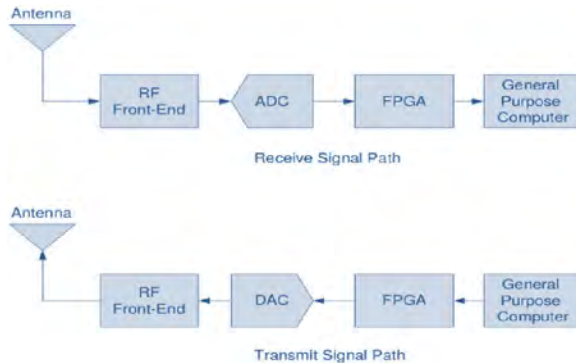 Antenna
RF
Front-End
ADC
FPGA
General
Purpose
Computer
Receive Signal Path
Antenna
RF
Front-End
DAC
FPGA
General
Purpose
Computer
Transmit Signal Path